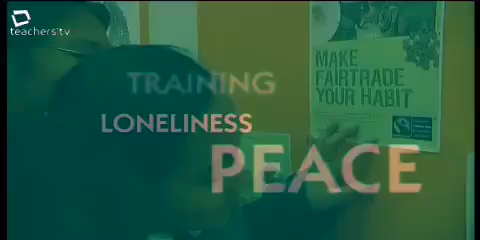 teachers'tv
TRAINING
LONELINESS
PEACE
MAKE
FAIRTRADE
YOUR HABIT